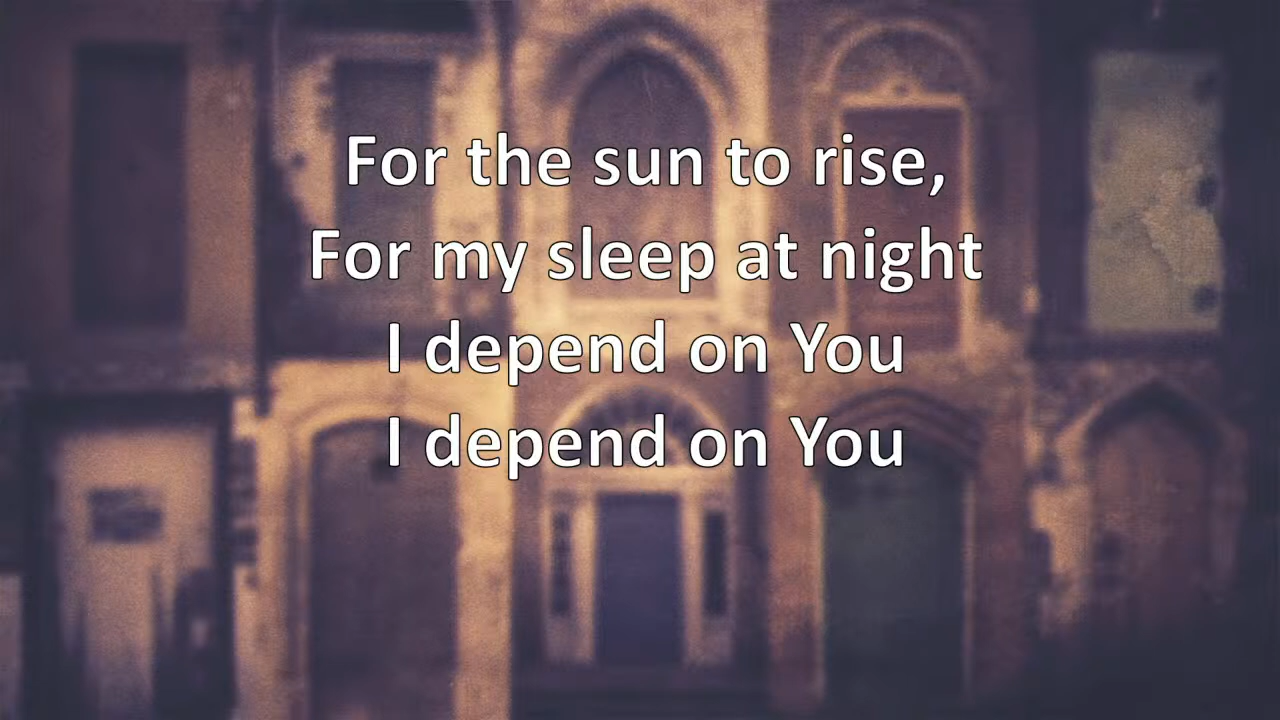 For the sun to rise,
For my sleep at night
I depend on You
I depend on You